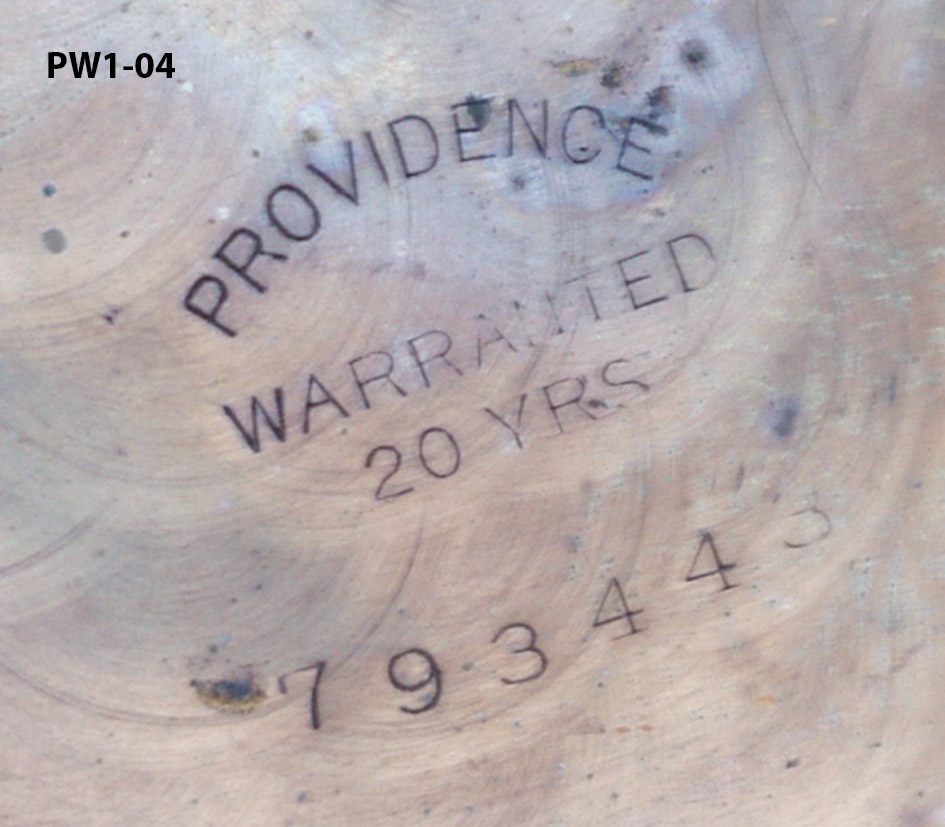 PW1-04
PROVIDENCE
WARRANTED
20 YRS
793443